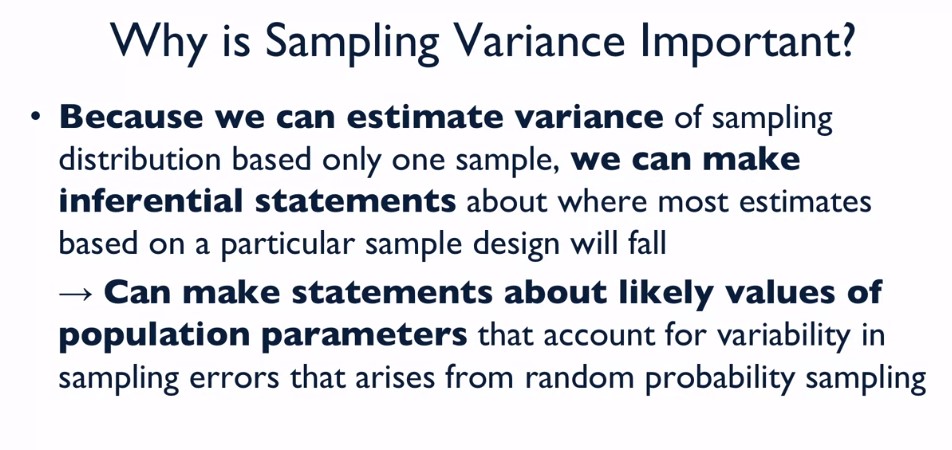 Why is Sampling Variance Important?
• Because we can estimate variance of sampling
distribution based only one sample, we can make
inferential statements about where most estimates
based on a particular sample design will fall
→ Can make statements about likely values of
population parameters that account for variability in
sampling errors that arises from random probability sampling